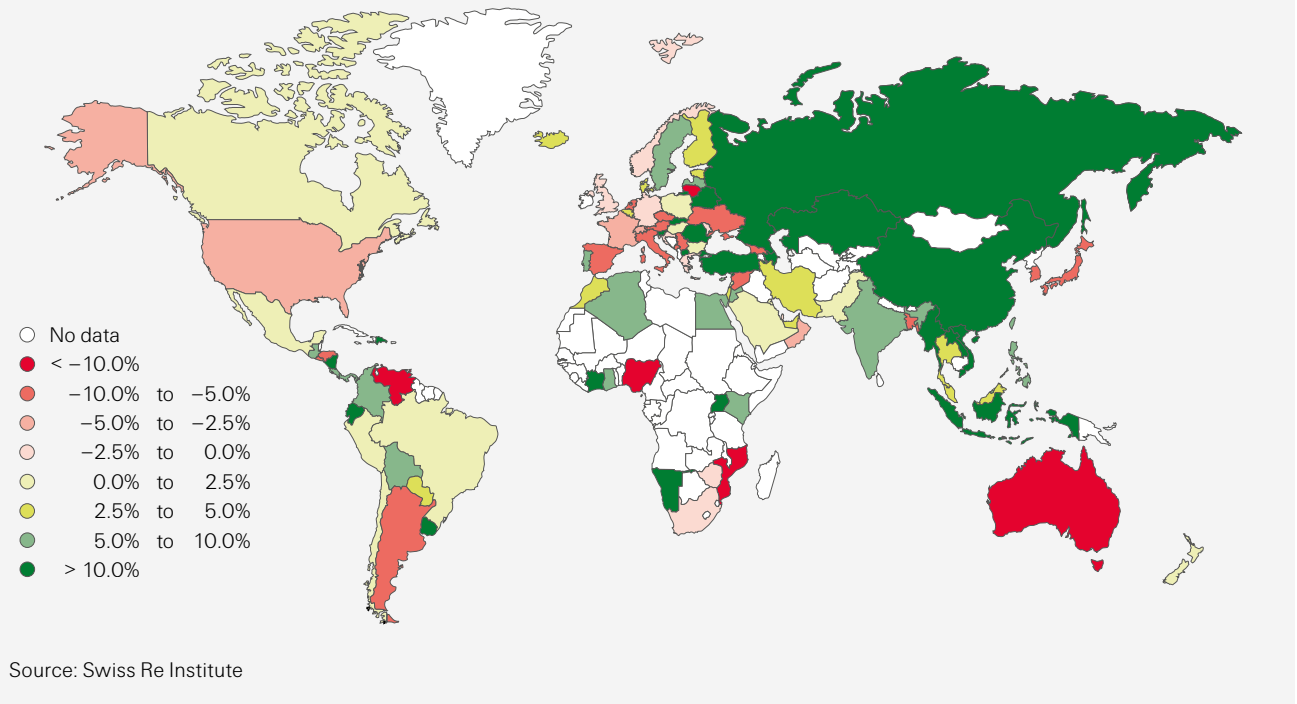 No data
< −10.0%
−10.0% to −5.0%
−5.0% to −2.5%
−2.5% to 0.0%
0.0% to 2.5%
2.5% to 5.0%
5.0% to 10.0%
> 10.0%
Source: Swiss Re Institute